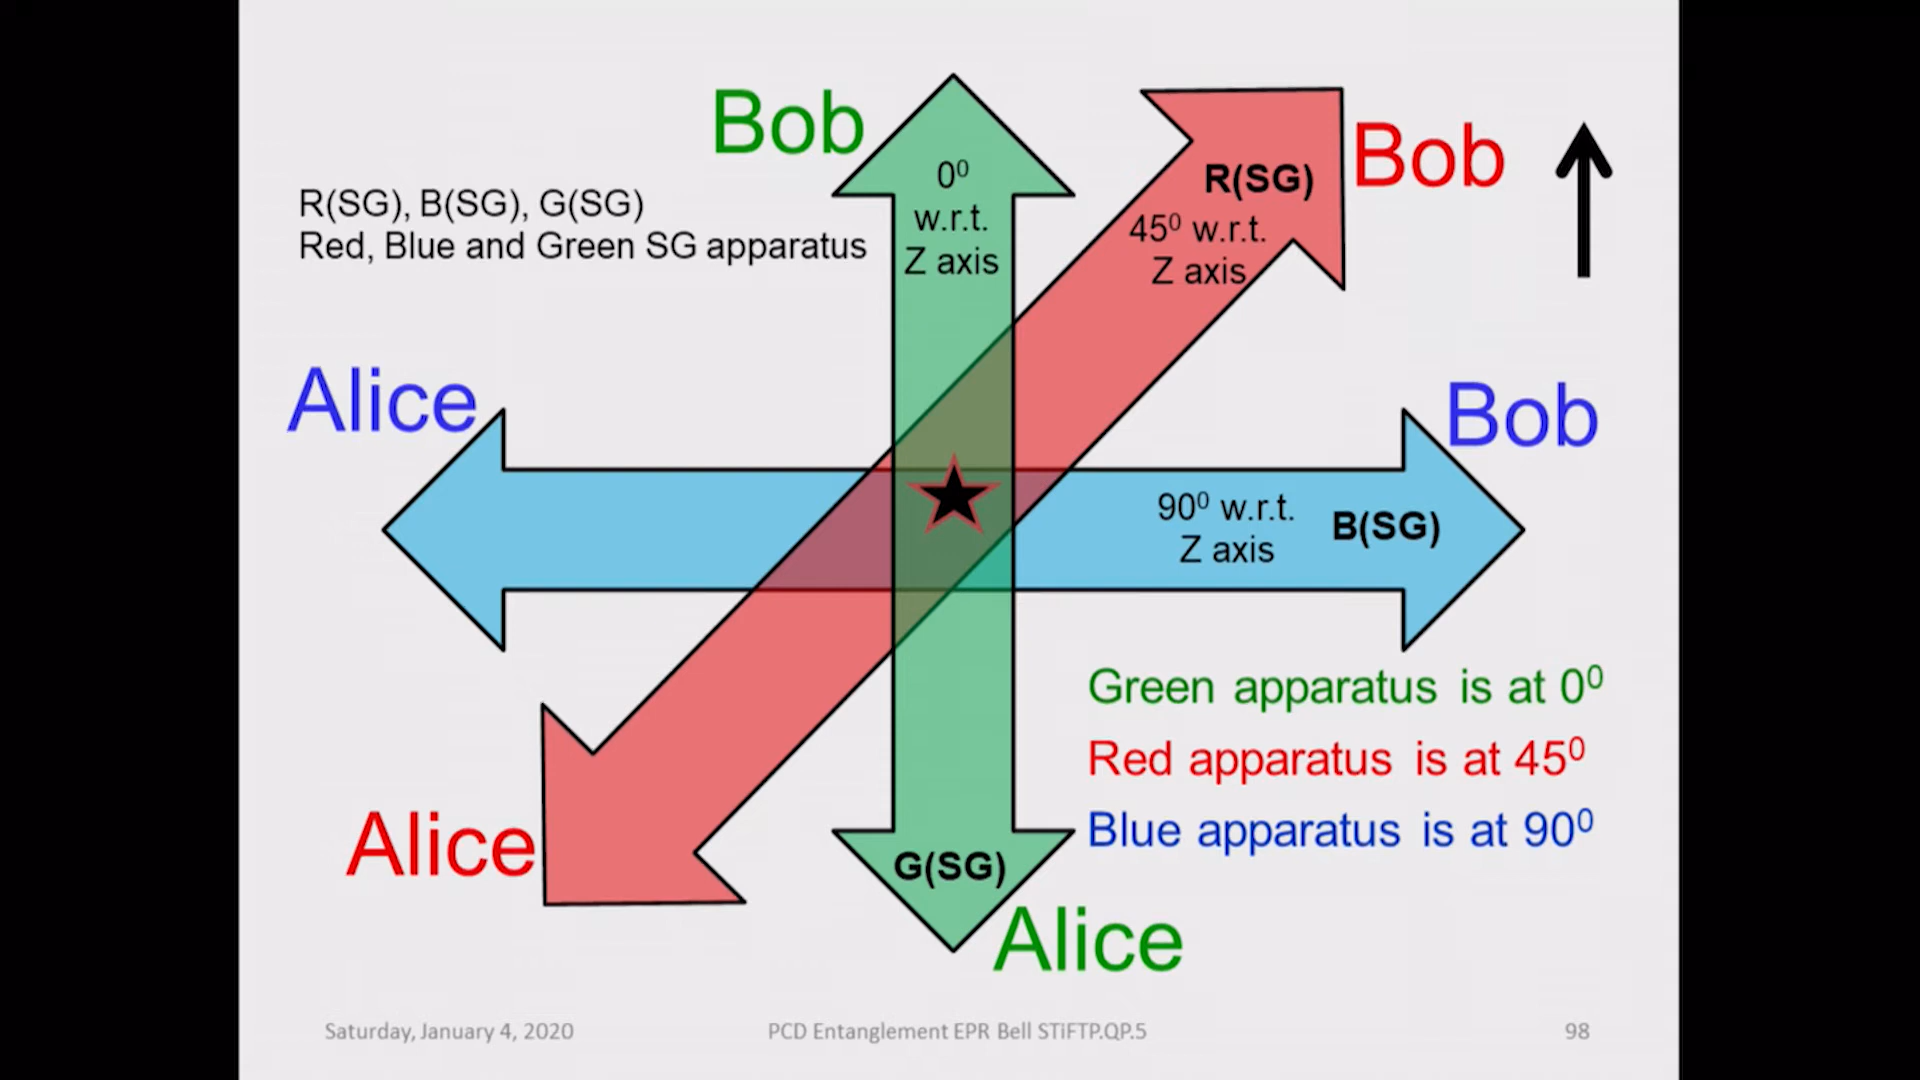 Bob
Bob
0⁰
w.r.t.
Z axis
R(SG)
45⁰ w.r.t.
Z axis
R(SG), B(SG), G(SG)
Red, Blue and Green SG apparatus
Alice
Bob
90⁰ w.r.t.
Z axis
B(SG)
Green apparatus is at 0⁰
Red apparatus is at 45⁰
Blue apparatus is at 90⁰
Alice
G(SG)
Alice
Saturday, January 4, 2020
PCD Entanglement EPR Bell STiFTP.QP.5
98